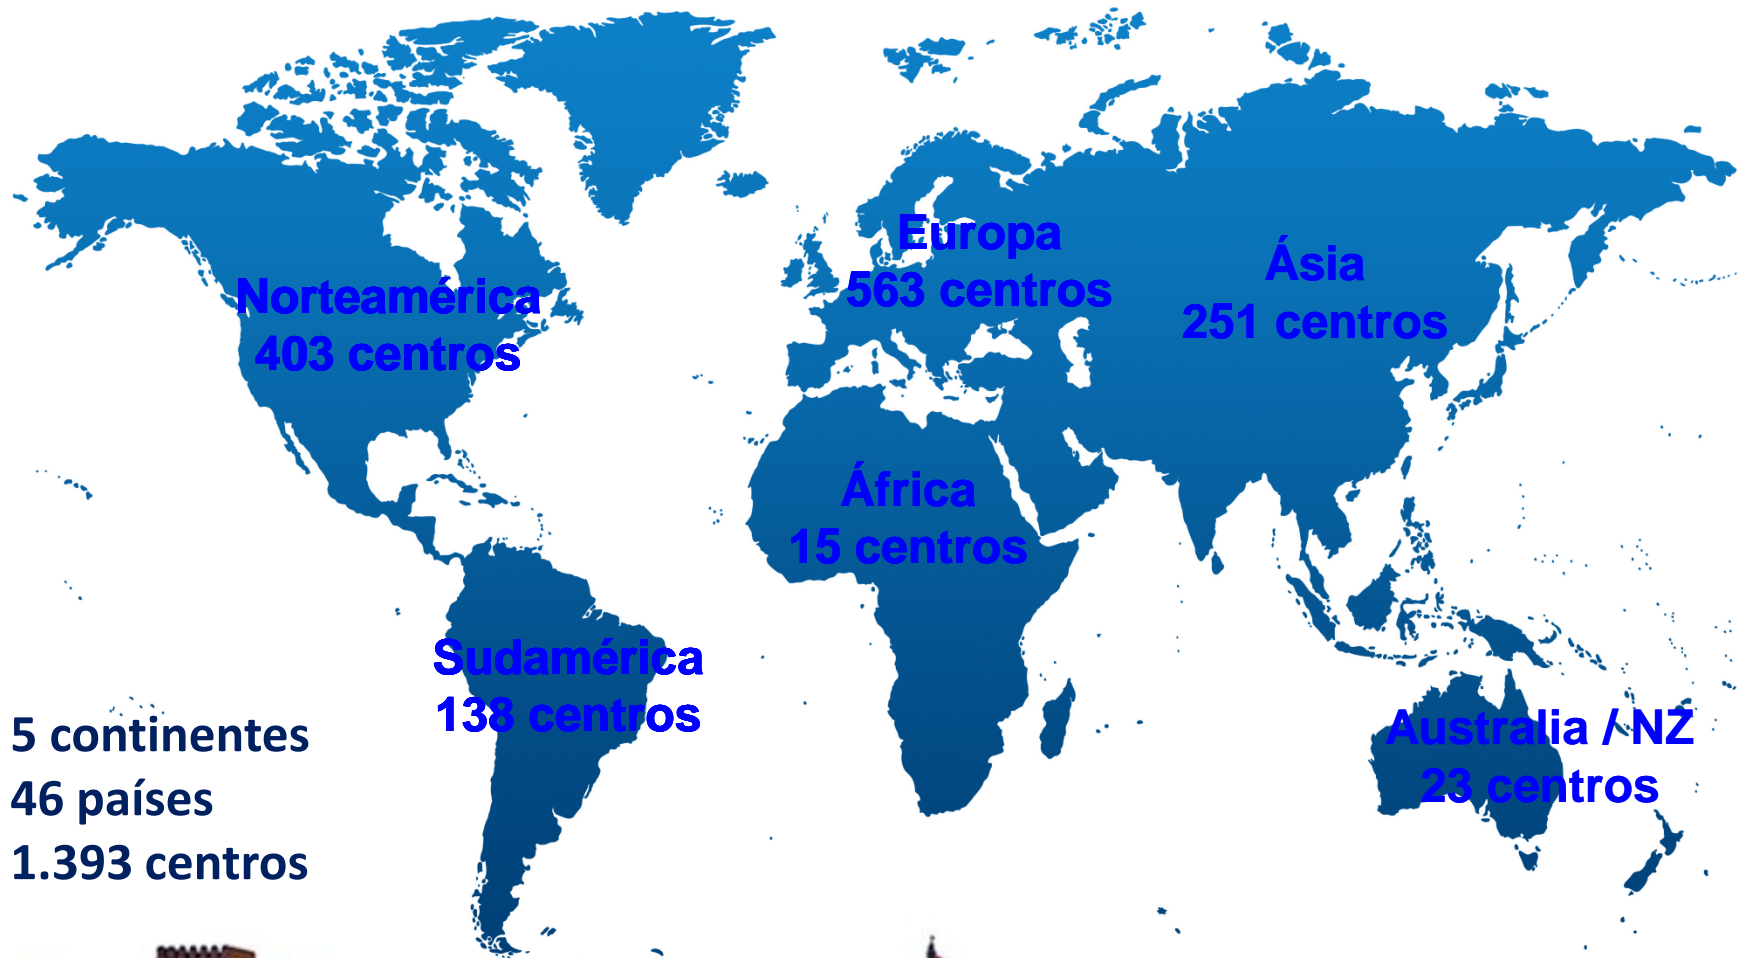 Europa
563 centros
Ásia
251 centros
Norteamérica
403 centros
África
15 centros
Sudamérica
138 centros
Australia / NZ
23 centros
5 continentes
46 países
1.393 centros